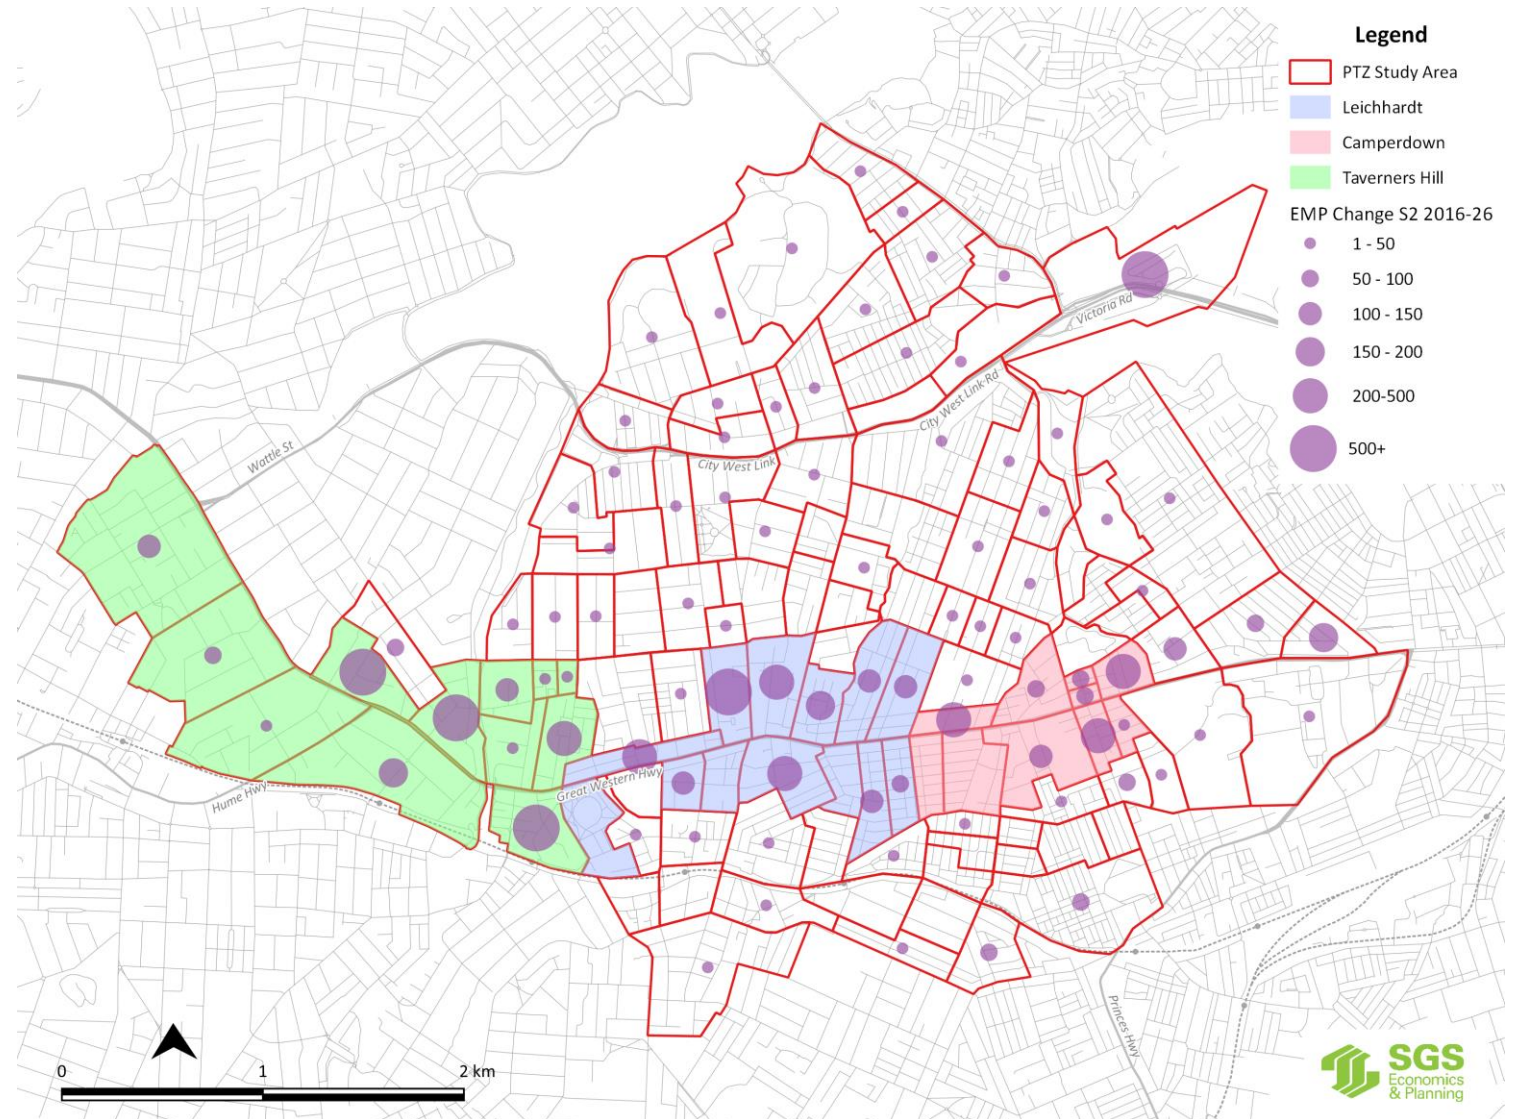 Legend
PTZ Study Area
Leichhardt
Camperdown
Taverners Hill
EMP Change S2 2016-26
1 - 50
50 - 100
100 - 150
150 - 200
200-500
500+
Victoria Rd
City West Link Rd
City West Link
Wattle St
Great Western Hwy
Hume Hwy
Princes Hwy
0 1 2 km
SGS
Economics
& Planning